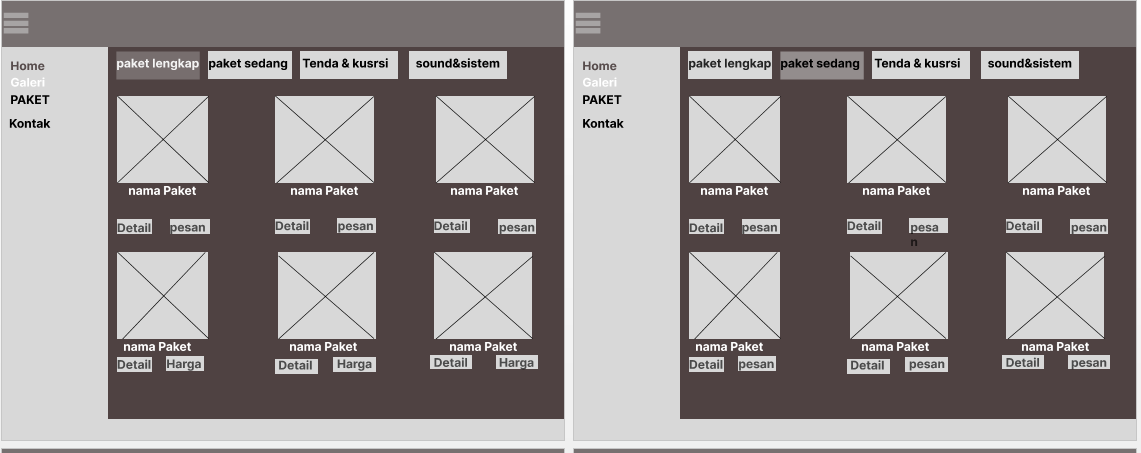 Home
Galeri
PAKET
Kontak
paket lengkap
paket sedang
Tenda & kusrsi
sound&sistem
nama Paket
nama Paket
nama Paket
Detail
pesan
Detail
pesan
Detail
pesan
nama Paket
nama Paket
nama Paket
Detail
Harga
Detail
Harga
Detail
Harga
Home
Galeri
PAKET
Kontak
paket lengkap
paket sedang
Tenda & kusrsi
sound&sistem
nama Paket
nama Paket
nama Paket
Detail
pesan
Detail
pesa
n
Detail
pesan
nama Paket
nama Paket
nama Paket
Detail
pesan
Detail
pesan
Detail
pesan